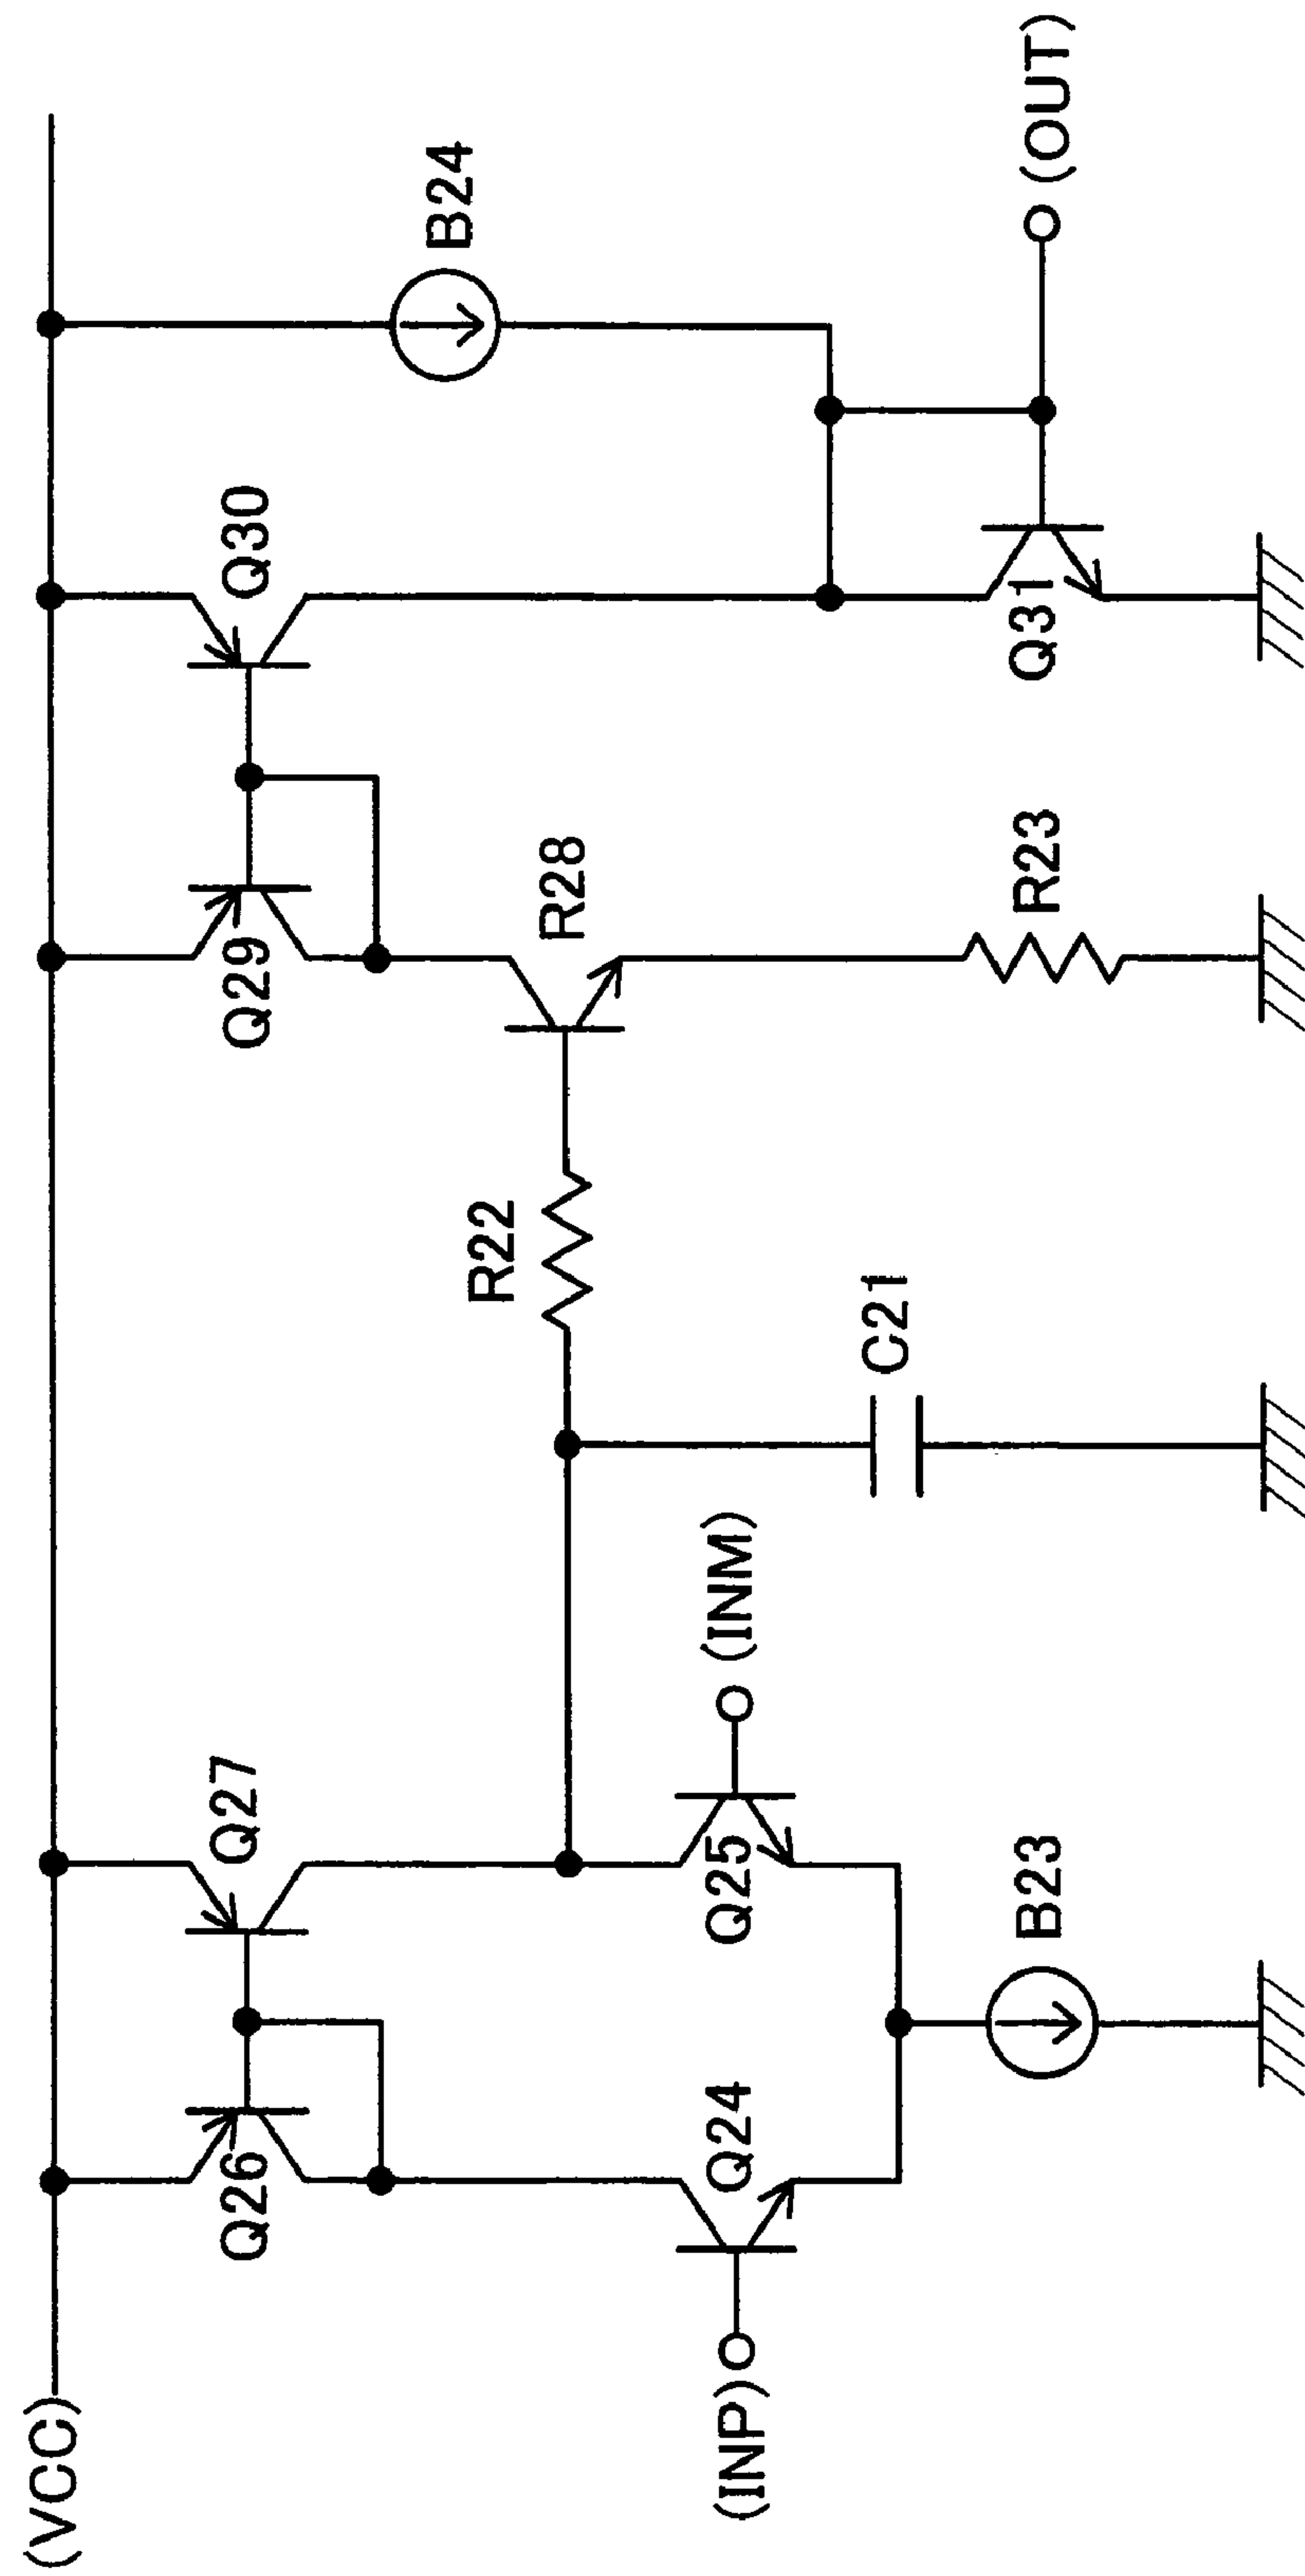 (VCC)
Q26
Q27
Q29
Q30
B24
R22
R28
(INP)
Q24
Q25
(INM)
C21
B23
R23
Q31
(OUT)